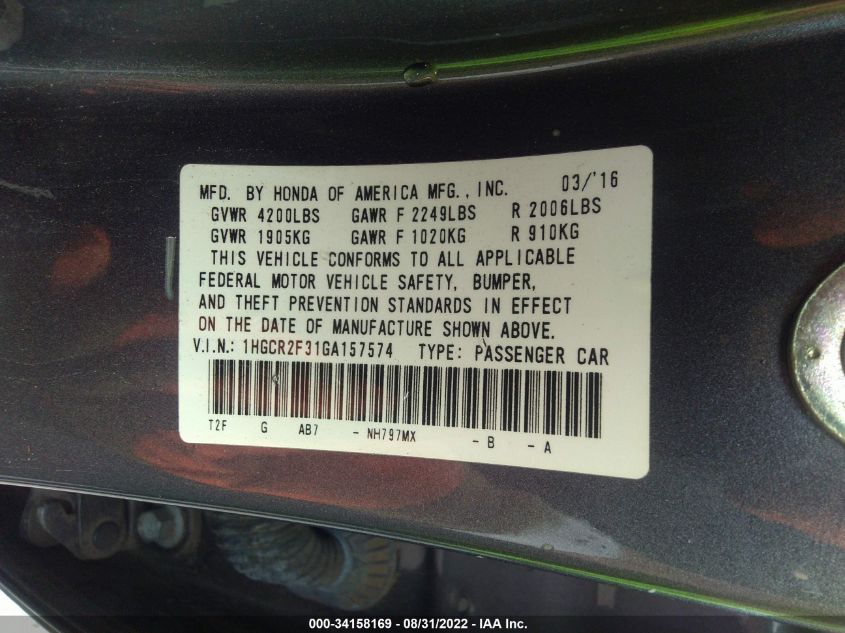 MFD. BY HONDA OF AMERICA MFG., INC. 03/'16
GVWR 4200LBS GAWR F 2249LBS R 2006LBS
GVWR 1905KG GAWR F 1020KG R 910KG
THIS VEHICLE CONFORMS TO ALL APPLICABLE
FEDERAL MOTOR VEHICLE SAFETY, BUMPER,
AND THEFT PREVENTION STANDARDS IN EFFECT
ON THE DATE OF MANUFACTURE SHOWN ABOVE.
V.I.N.: 1HGCR2F31GA157574 TYPE: PASSENGER CAR
T2F G AB7 - NH797MX - B - A
000-34158169 - 08/31/2022 - IAA Inc.